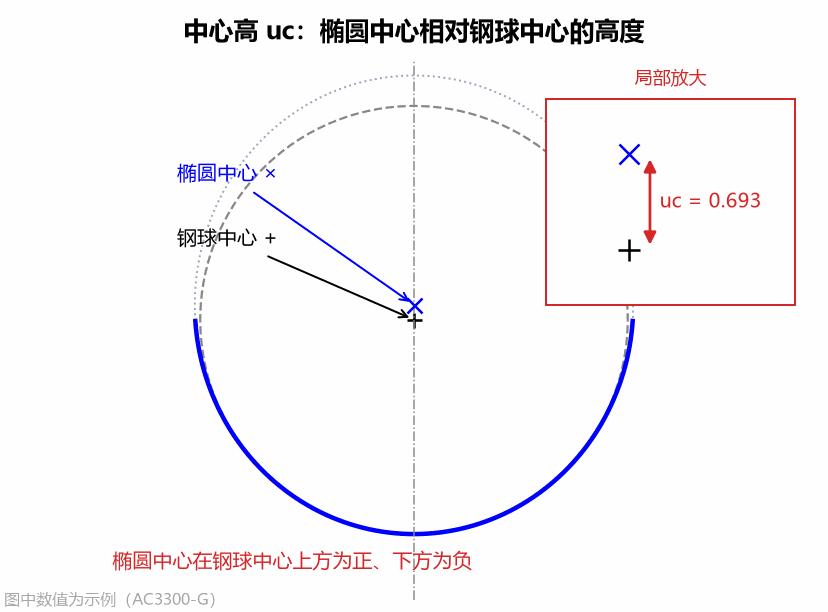 中心高 uc：椭圆中心相对钢球中心的高度
局部放大
椭圆中心 ×
uc = 0.693
钢球中心 +
椭圆中心在钢球中心上方为正、下方为负
图中数值为示例（AC3300-G）